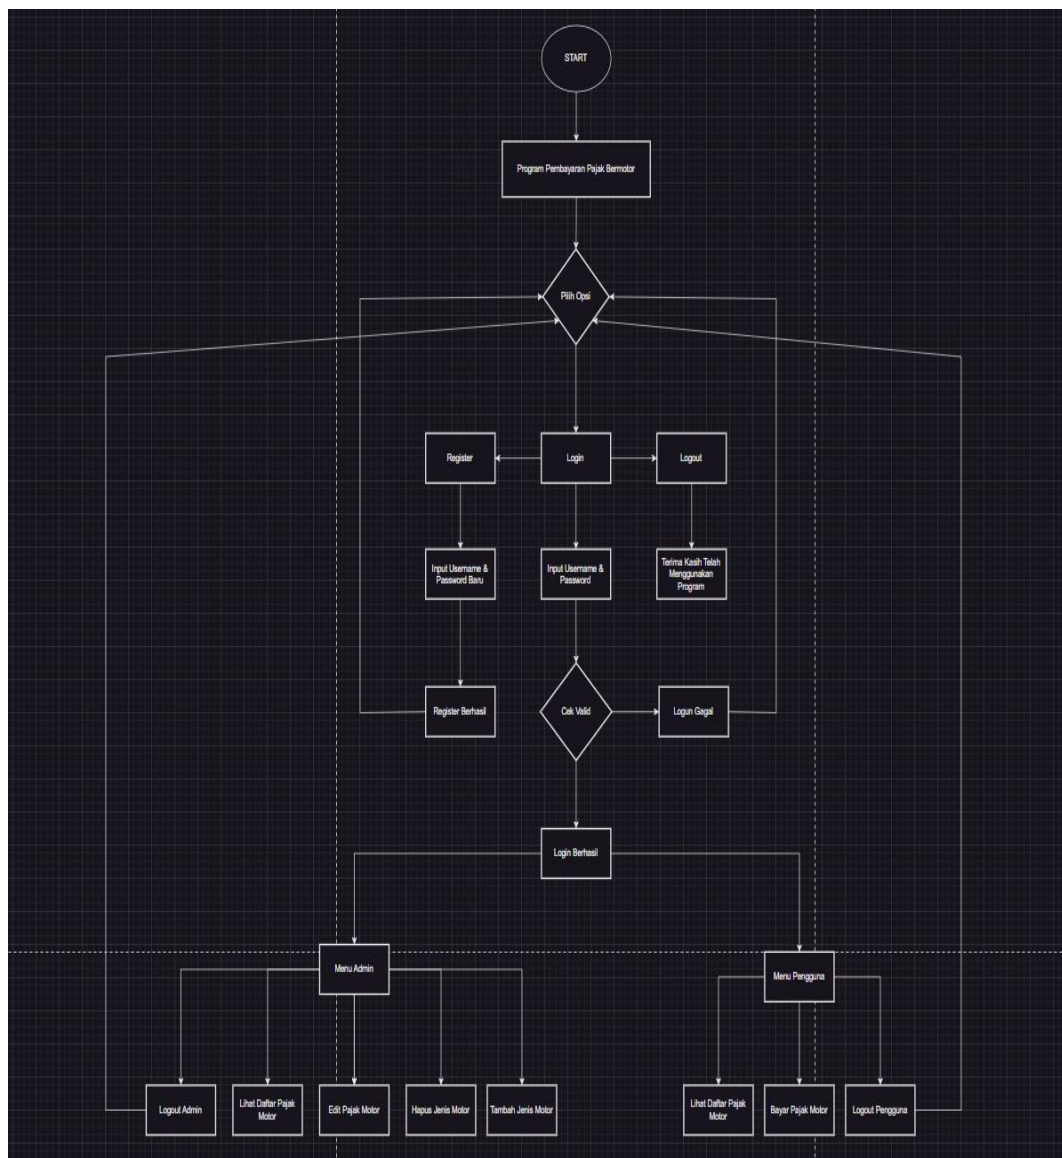 START
Program Pembayaran Pajak Bermotor
Pilih Opsi
Register
Login
Logout
Input Username &
Password Baru
Input Username &
Password
Terima Kasih Telah
Menggunakan
Program
Register Berhasil
Cek Valid
Logun Gagal
Login Berhasil
Menu Admin
Menu Pengguna
Logout Admin
Lihat Daftar Pajak
Motor
Edit Pajak Motor
Hapus Jenis Motor
Tambah Jenis Motor
Lihat Daftar Pajak
Motor
Bayar Pajak Motor
Logout Pengguna